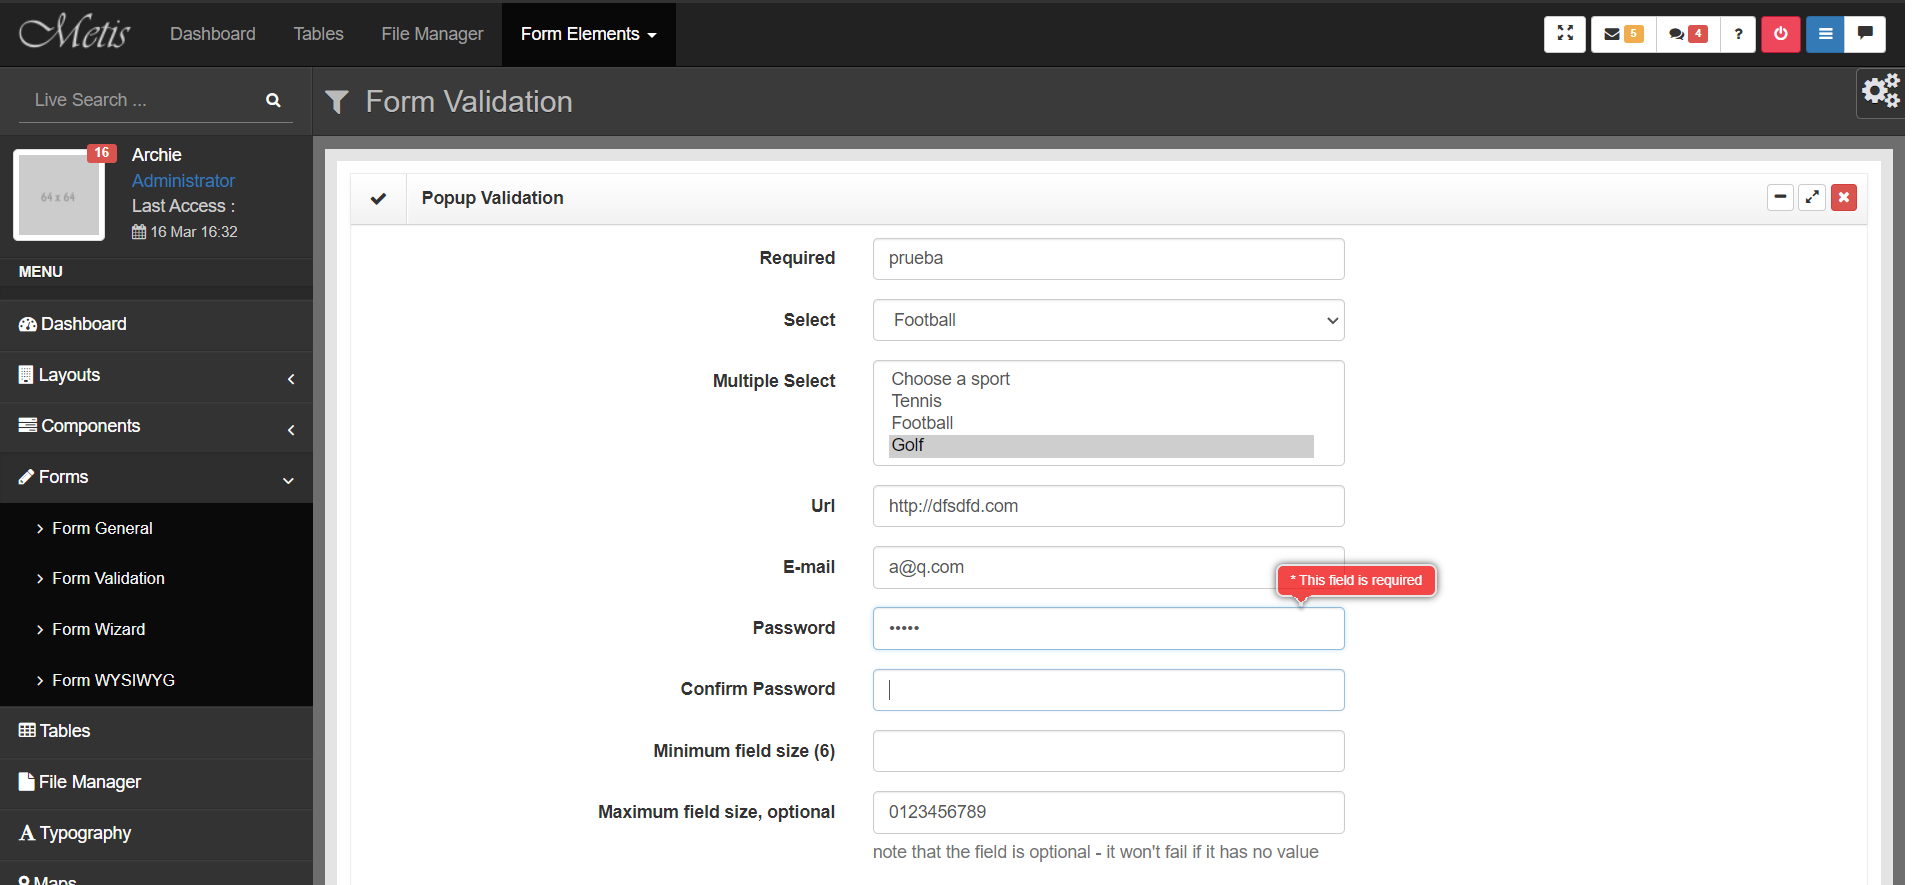 Metis
Dashboard
Tables
File Manager
Form Elements
5
4
?
Live Search ...
Form Validation
64 x 64
16
Archie
Administrator
Last Access :
16 Mar 16:32
MENU
Dashboard
Layouts
Components
Forms
Form General
Form Validation
Form Wizard
Form WYSIWYG
Tables
File Manager
Typography
Maps
Popup Validation
Required
prueba
Select
Football
Multiple Select
Choose a sport
Tennis
Football
Golf
Url
http://dfsdfd.com
E-mail
a@q.com
* This field is required
Password
•••••
Confirm Password
Minimum field size (6)
Maximum field size, optional
0123456789
note that the field is optional - it won't fail if it has no value